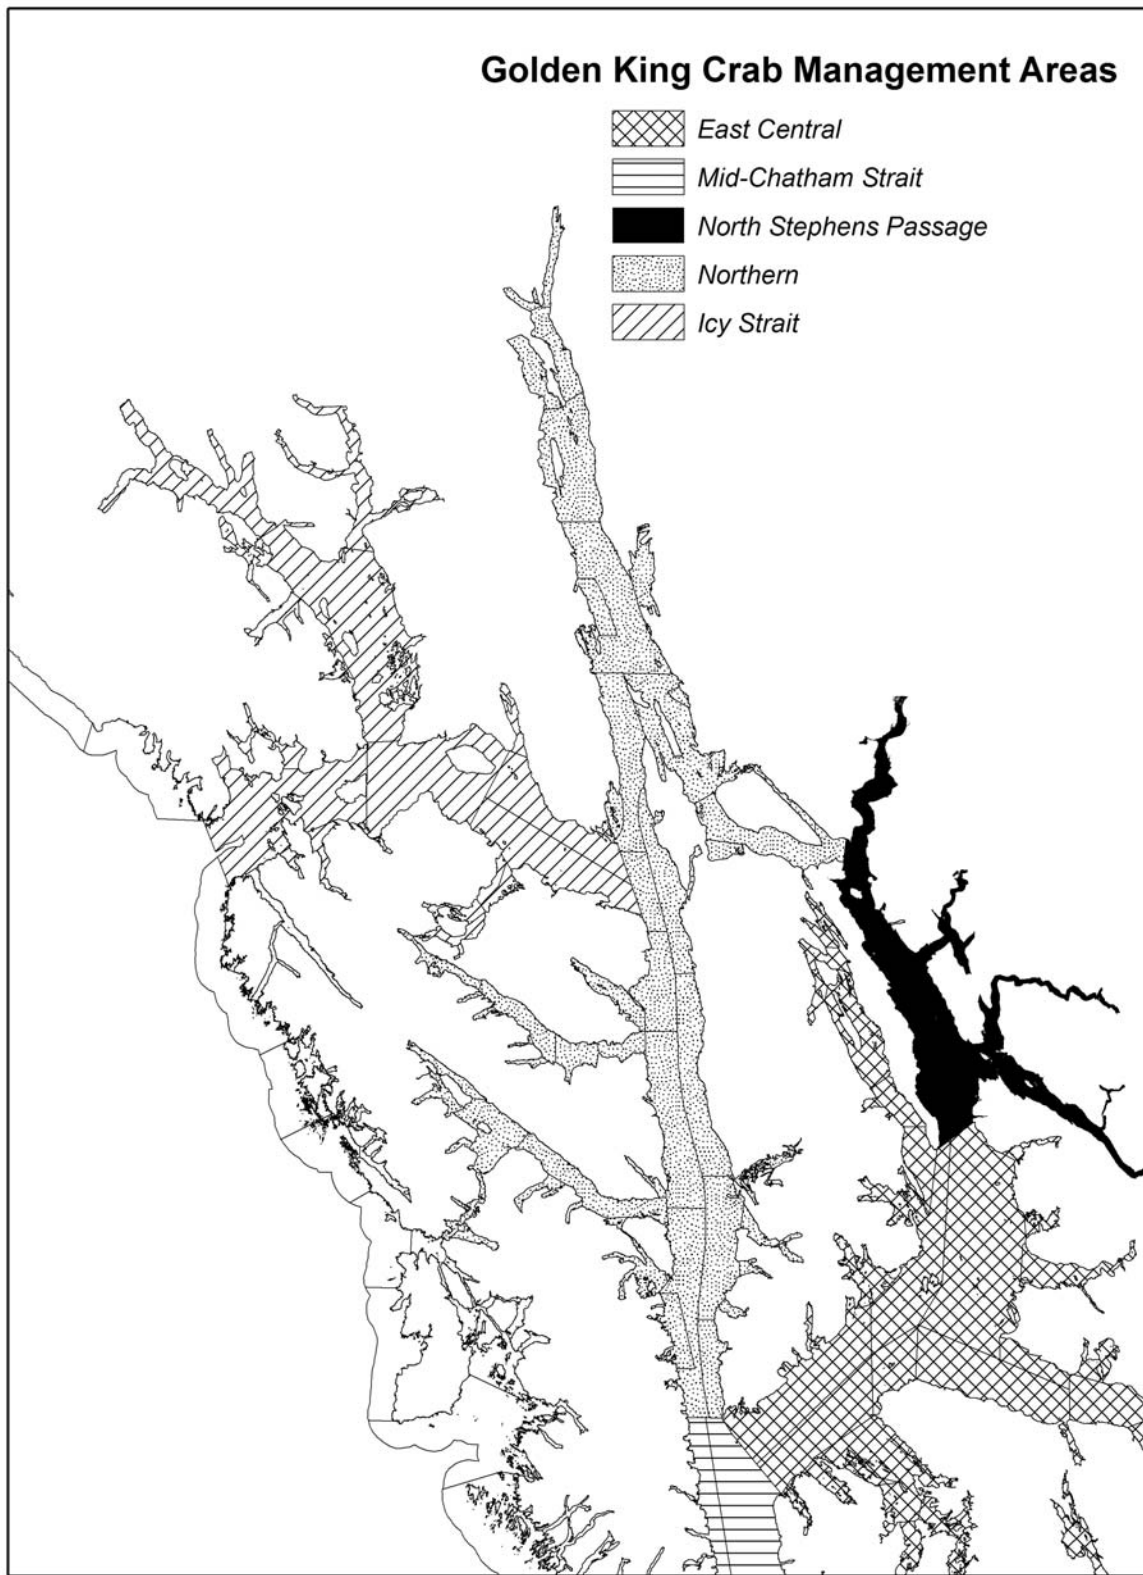 Golden King Crab Management Areas
East Central
Mid-Chatham Strait
North Stephens Passage
Northern
Icy Strait